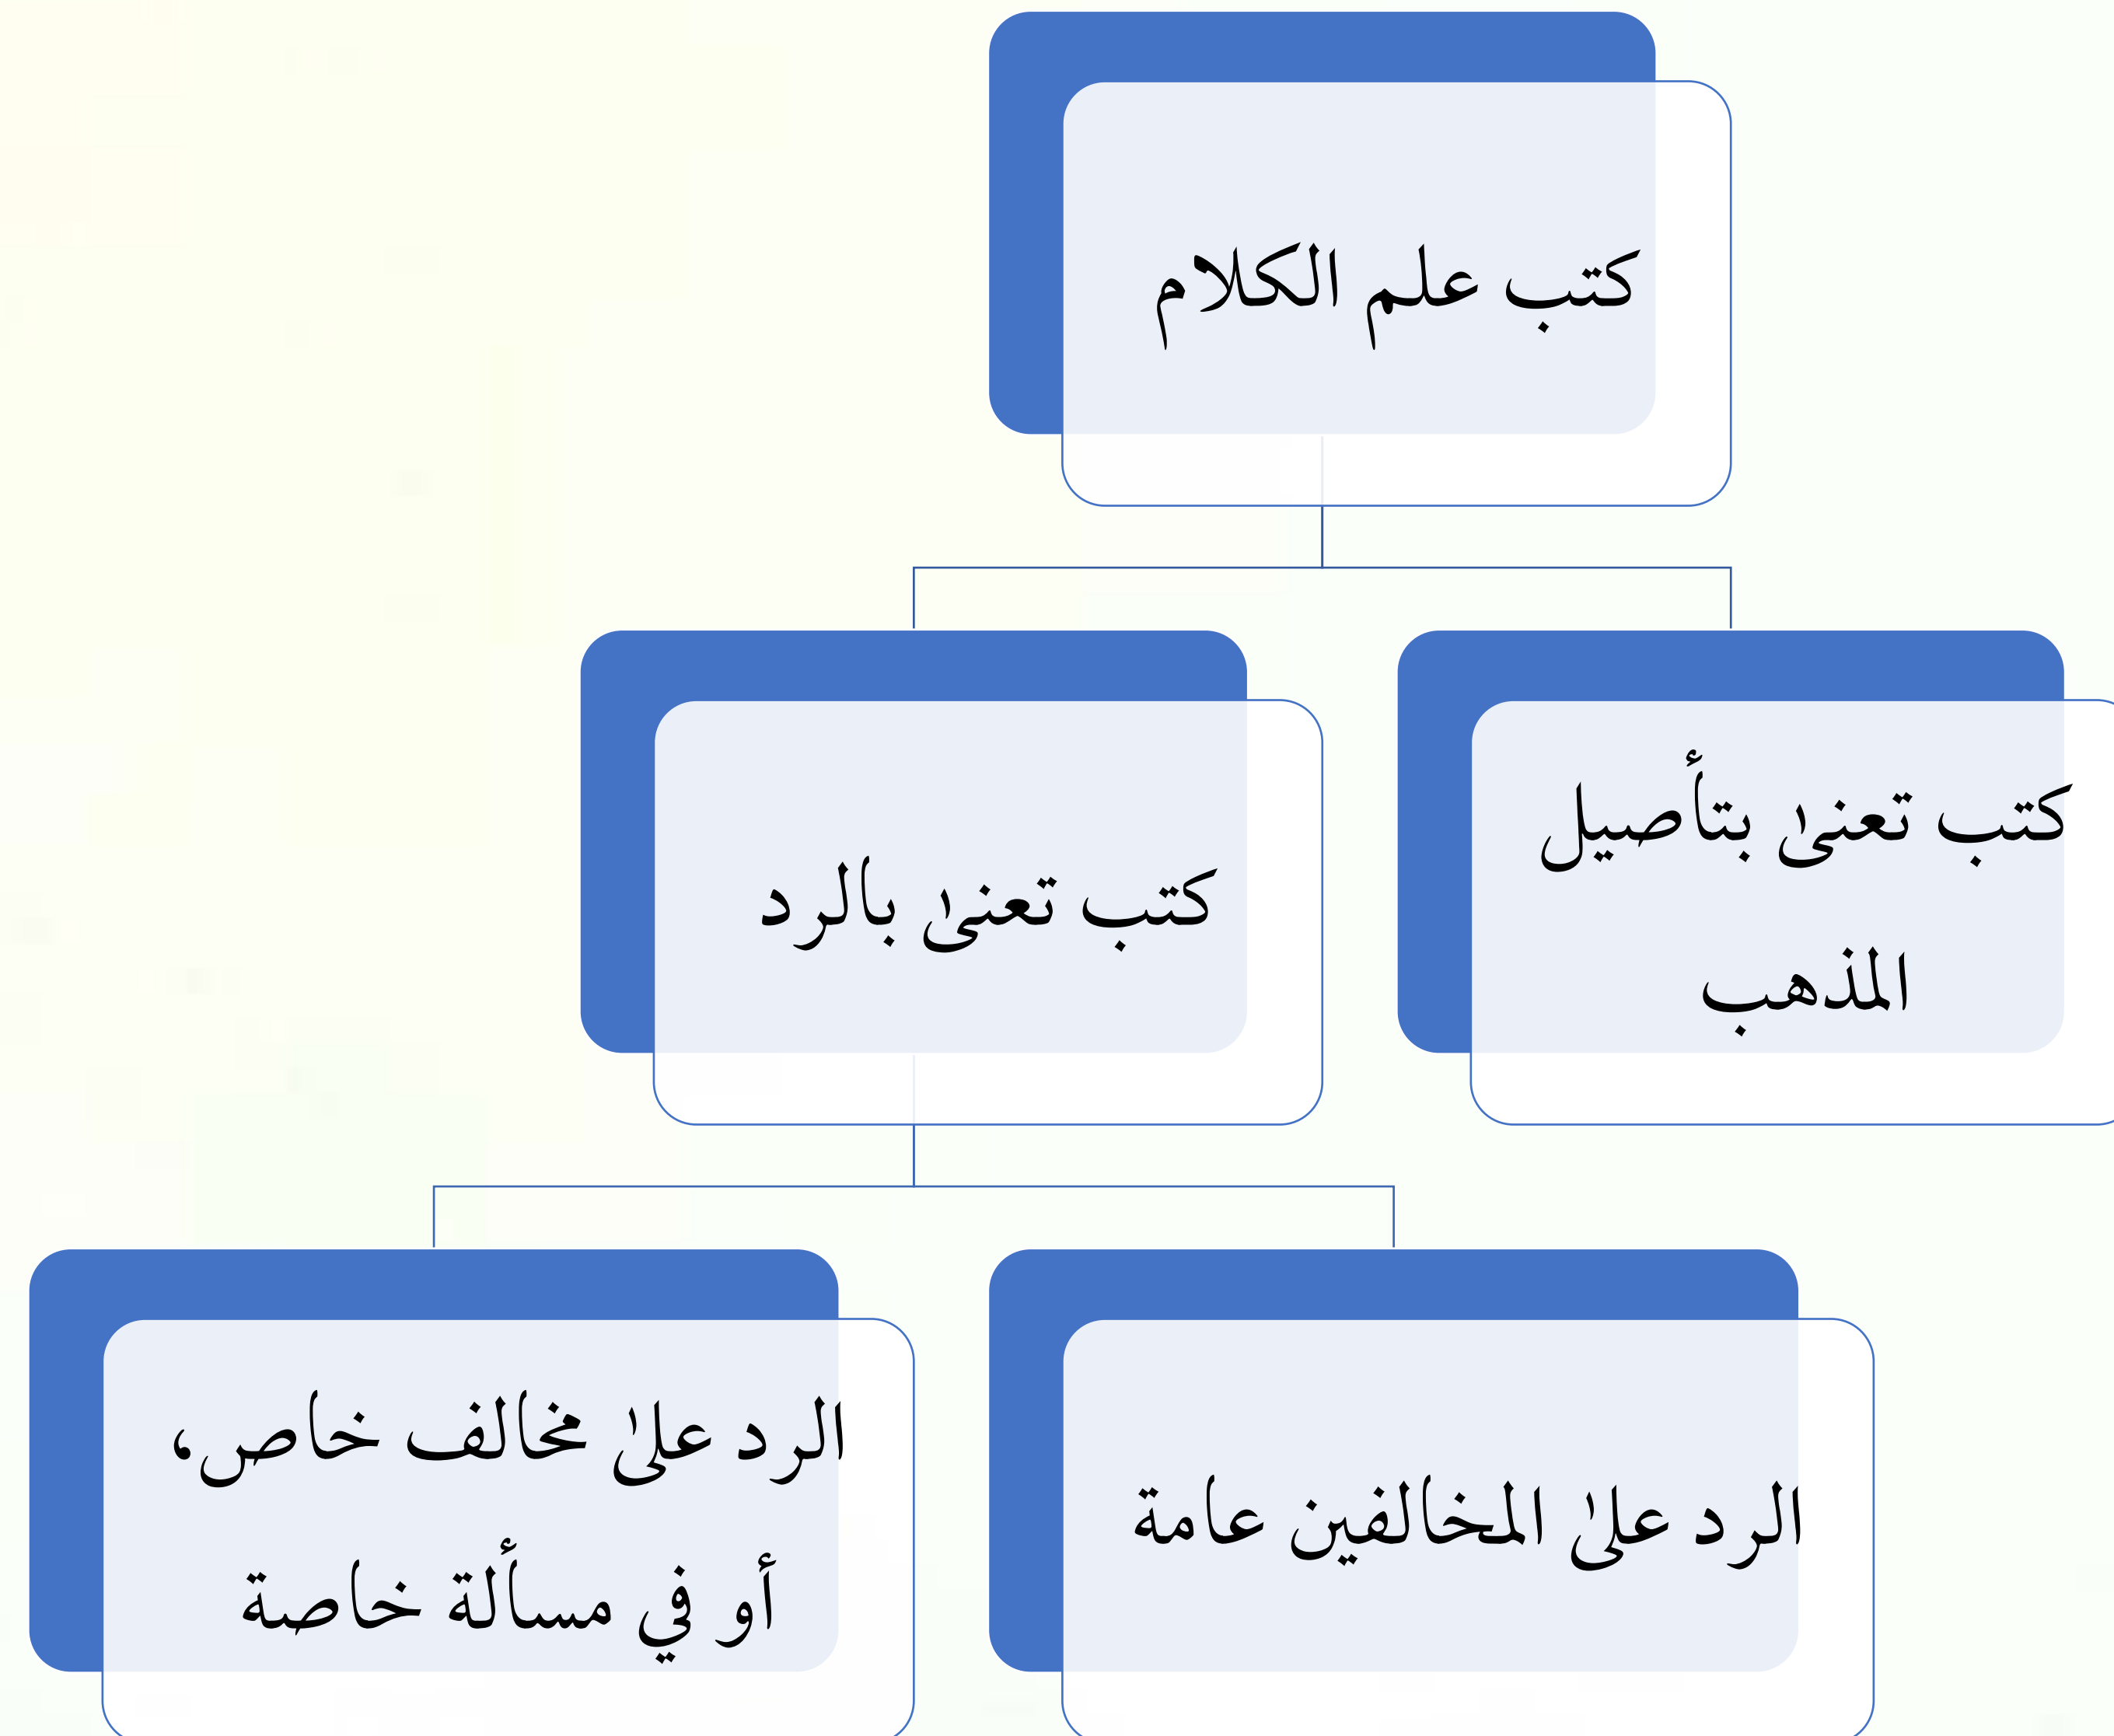 كتب علم الكلام
كتب تعنى بتأصيل
المذهب
كتب تعنى بالرد
الرد على المخالفين عامة
الرد على مخالف خاص،
أو في مسألة خاصة